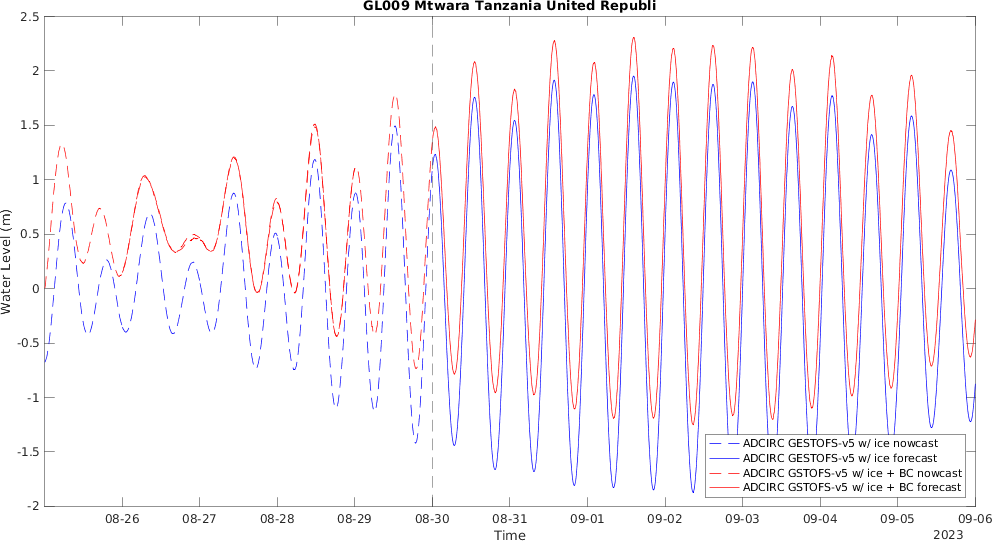 GL009 Mtwara Tanzania United Republi
Water Level (m)
2.5
2
1.5
1
0.5
0
-0.5
-1
-1.5
-2
ADCIRC GESTOFS-v5 w/ ice nowcast
ADCIRC GESTOFS-v5 w/ ice forecast
ADCIRC GSTOFS-v5 w/ ice + BC nowcast
ADCIRC GSTOFS-v5 w/ ice + BC forecast
08-26 08-27 08-28 08-29 08-30 08-31 09-01 09-02 09-03 09-04 09-05 09-06
Time 2023